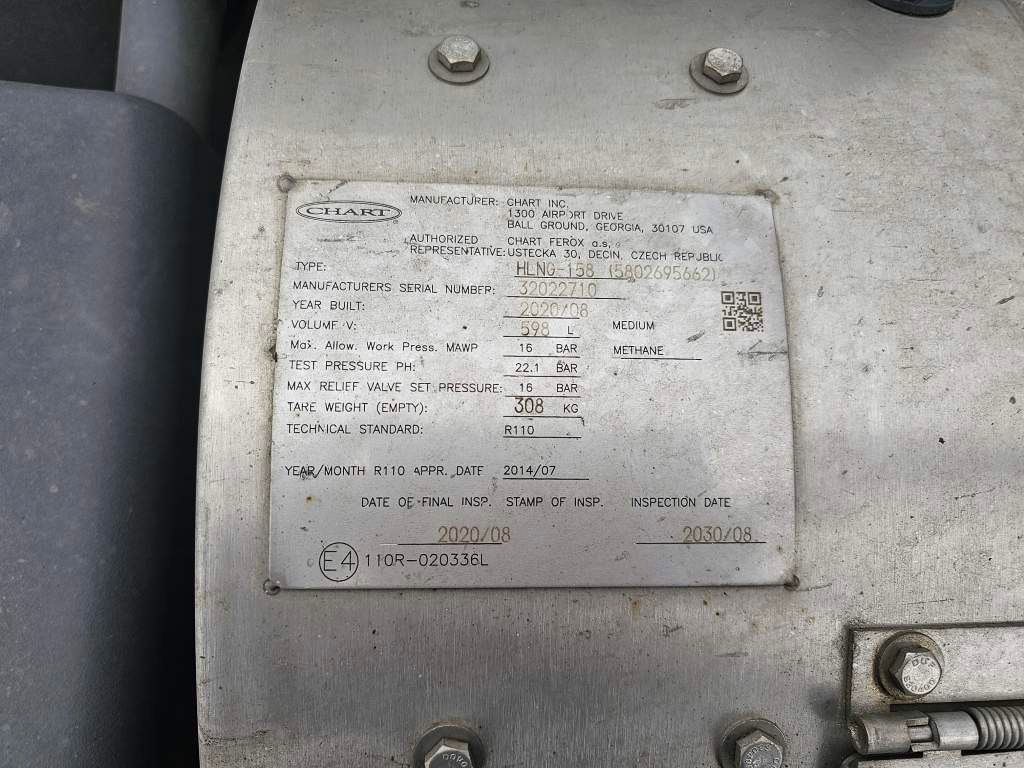 CHART
MANUFACTURER: CHART INC.
1300 AIRPORT DRIVE
BALL GROUND, GEORGIA, 30107 USA
AUTHORIZED REPRESENTATIVE: CHART FEROX a.s,
USTECKA 30, DECIN, CZECH REPUBLIC
TYPE: HLNG-158 (5802695662)
MANUFACTURERS SERIAL NUMBER: 32022710
YEAR BUILT: 2020/08
VOLUME V: 598 L
MEDIUM
Max. Allow. Work Press. MAWP 16 BAR
METHANE
TEST PRESSURE PH: 22.1 BAR
MAX RELIEF VALVE SET PRESSURE: 16 BAR
TARE WEIGHT (EMPTY): 308 KG
TECHNICAL STANDARD: R110
YEAR/MONTH R110 APPR. DATE 2014/07
DATE OF FINAL INSP. STAMP OF INSP. INSPECTION DATE
2020/08 2030/08
E4 110R-020336L